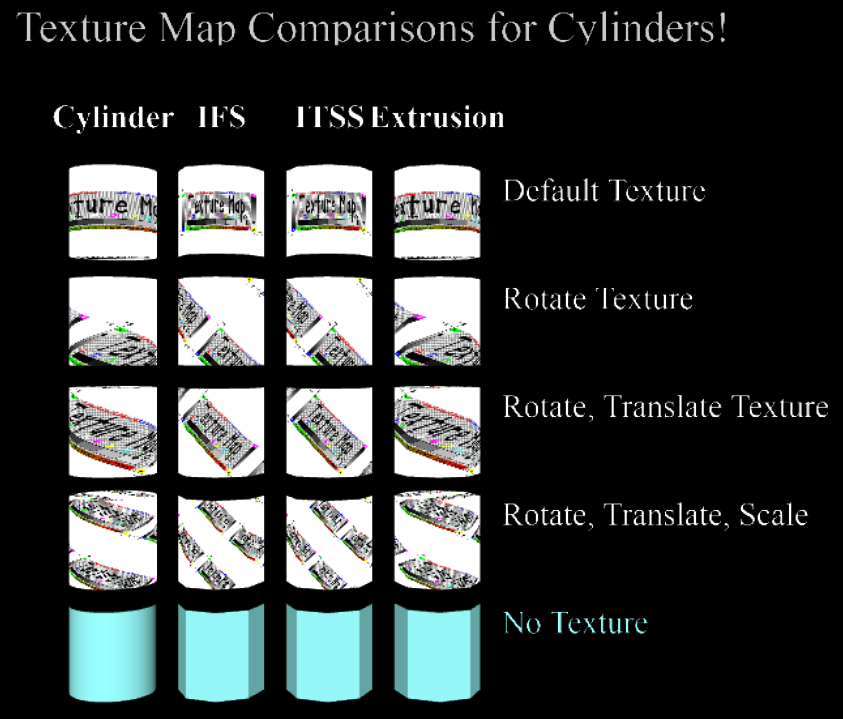 Texture Map Comparisons for Cylinders!
Cylinder IFS ITSS Extrusion
Default Texture
Rotate Texture
Rotate, Translate Texture
Rotate, Translate, Scale
No Texture